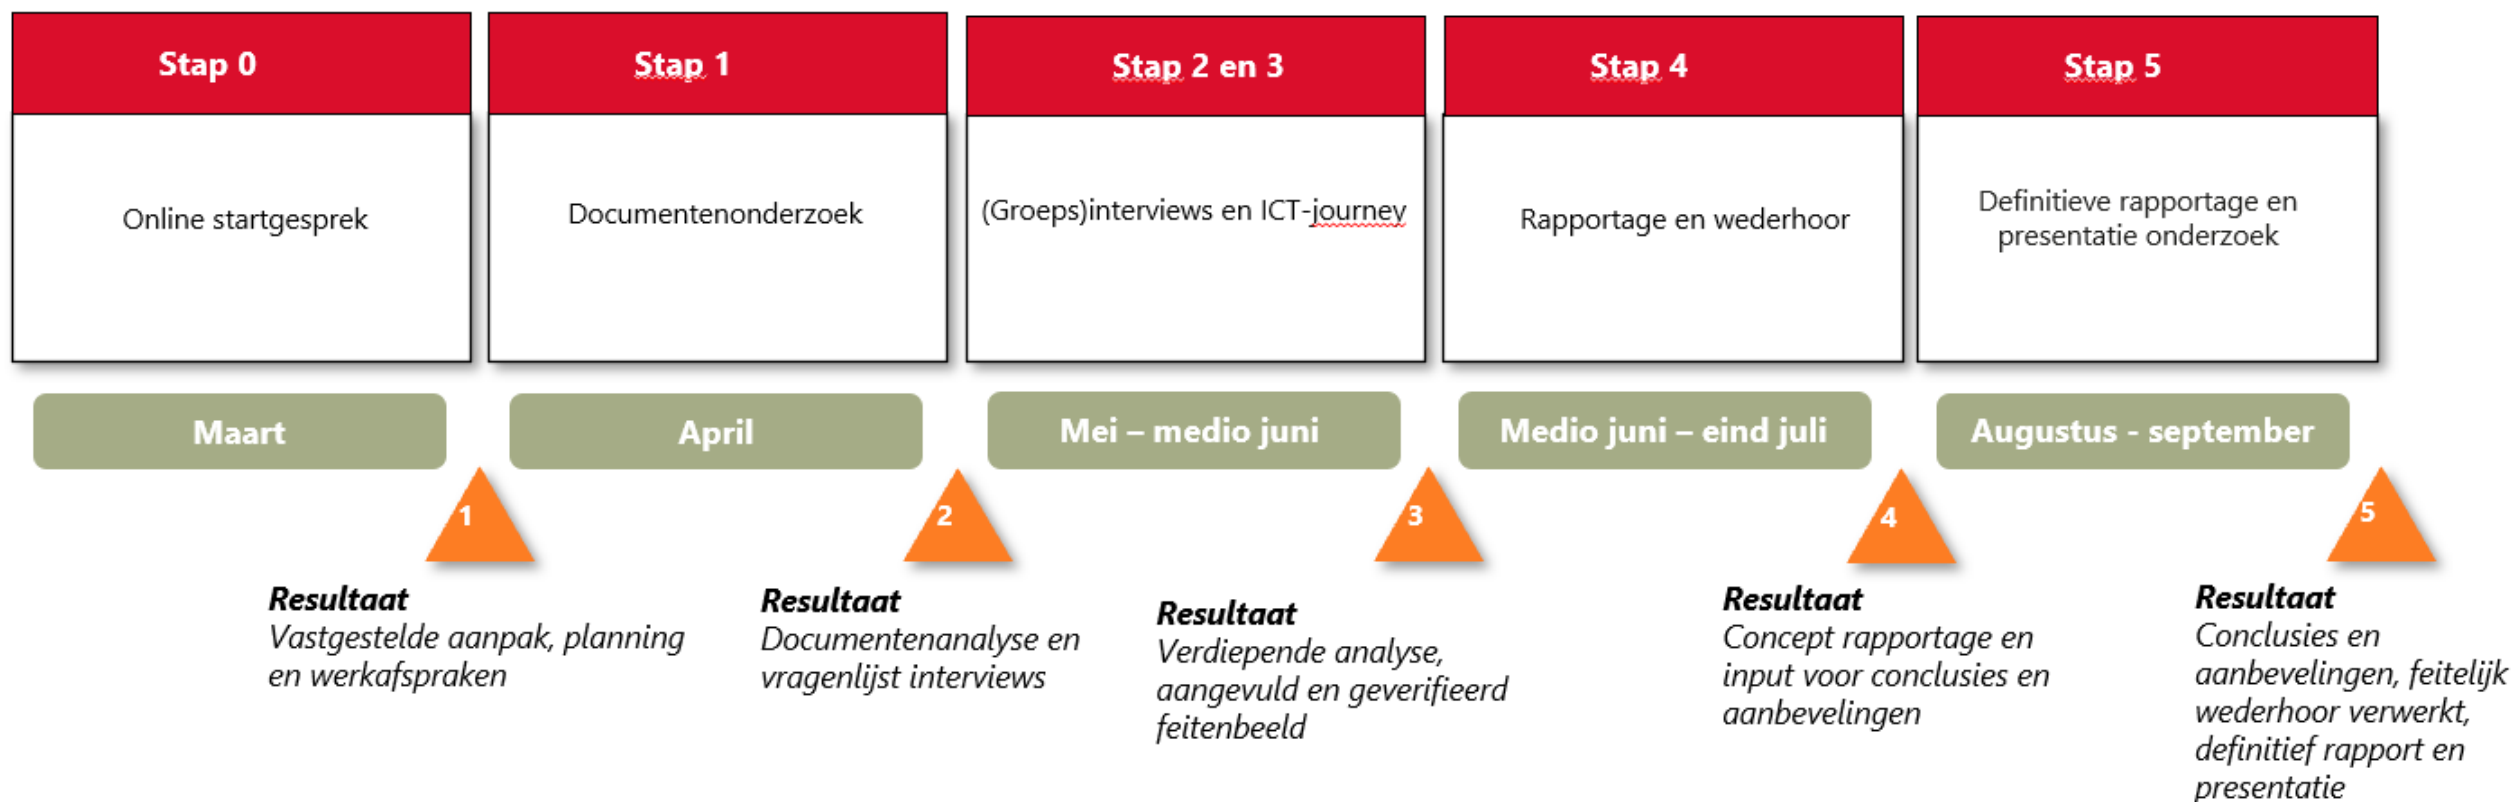 Stap 0
Stap 1
Stap 2 en 3
Stap 4
Stap 5
Online startgesprek
Documentenonderzoek
(Groeps)interviews en ICT-journey
Rapportage en wederhoor
Definitieve rapportage en
presentatie onderzoek
Maart
April
Mei – medio juni
Medio juni – eind juli
Augustus - september
1
2
3
4
5
Resultaat
Vastgestelde aanpak, planning
en werkafspraken
Resultaat
Documentenanalyse en
vragenlijst interviews
Resultaat
Verdiepende analyse,
aangevuld en geverifieerd
feitenbeeld
Resultaat
Concept rapportage en
input voor conclusies en
aanbevelingen
Resultaat
Conclusies en
aanbevelingen, feitelijk
wederhoor verwerkt,
definitief rapport en
presentatie